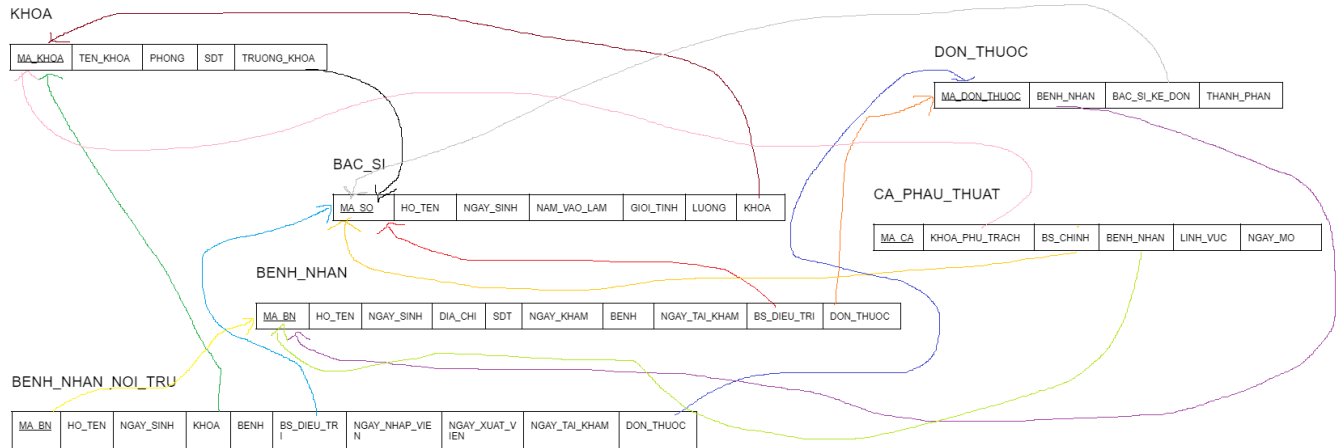 KHOA
MA_KHOA TEN_KHOA PHONG SDT TRUONG_KHOA
DON_THUOC
MA_DON_THUOC BENH_NHAN BAC_SI_KE_DON THANH_PHAN
BAC_SI
MA_SO HO_TEN NGAY_SINH NAM_VAO_LAM GIOI_TINH LUONG KHOA
CA_PHAU_THUAT
MA_CA KHOA_PHU_TRACH BS_CHINH BENH_NHAN LINH_VUC NGAY_MO
BENH_NHAN
MA_BN HO_TEN NGAY_SINH DIA_CHI SDT NGAY_KHAM BENH NGAY_TAI_KHAM BS_DIEU_TRI DON_THUOC
BENH_NHAN_NOI_TRU
MA_BN HO_TEN NGAY_SINH KHOA BENH BS_DIEU_TR NGAY_NHAP_VIE NGAY_XUAT_V NGAY_TAI_KHAM DON_THUOC
I N IEN